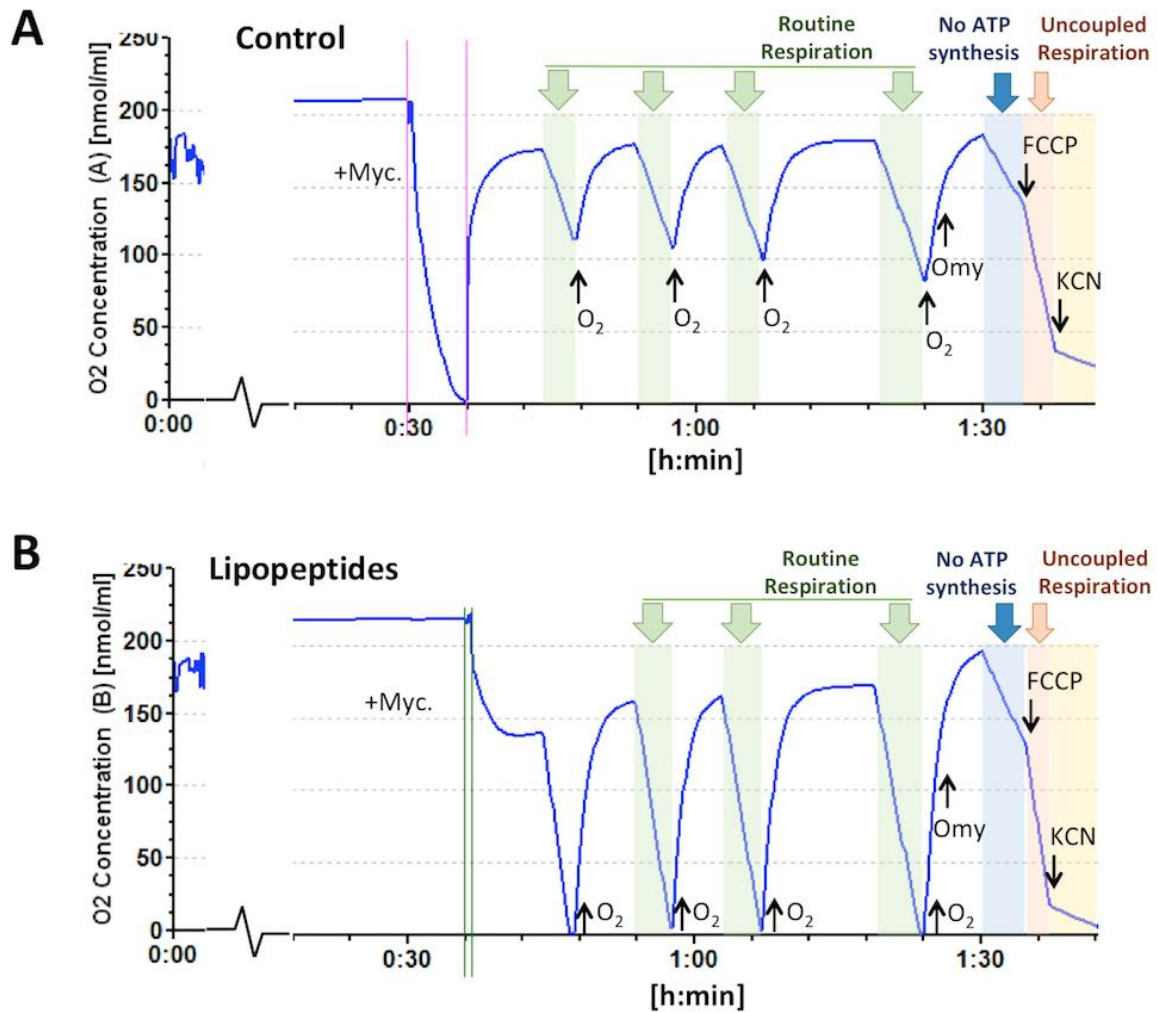 A
Control
Routine
Respiration
No ATP
synthesis
Uncoupled
Respiration
O2 Concentration (A) [nmol/ml]
250
200
150
100
50
0
+Myc.
FCCP
Omy
KCN
O2
O2
O2
O2
0:00
0:30
1:00
1:30
[h:min]
B
Lipopeptides
Routine
Respiration
No ATP
synthesis
Uncoupled
Respiration
O2 Concentration (B) [nmol/ml]
250
200
150
100
50
0
+Myc.
FCCP
Omy
KCN
O2
O2
O2
O2
0:00
0:30
1:00
1:30
[h:min]